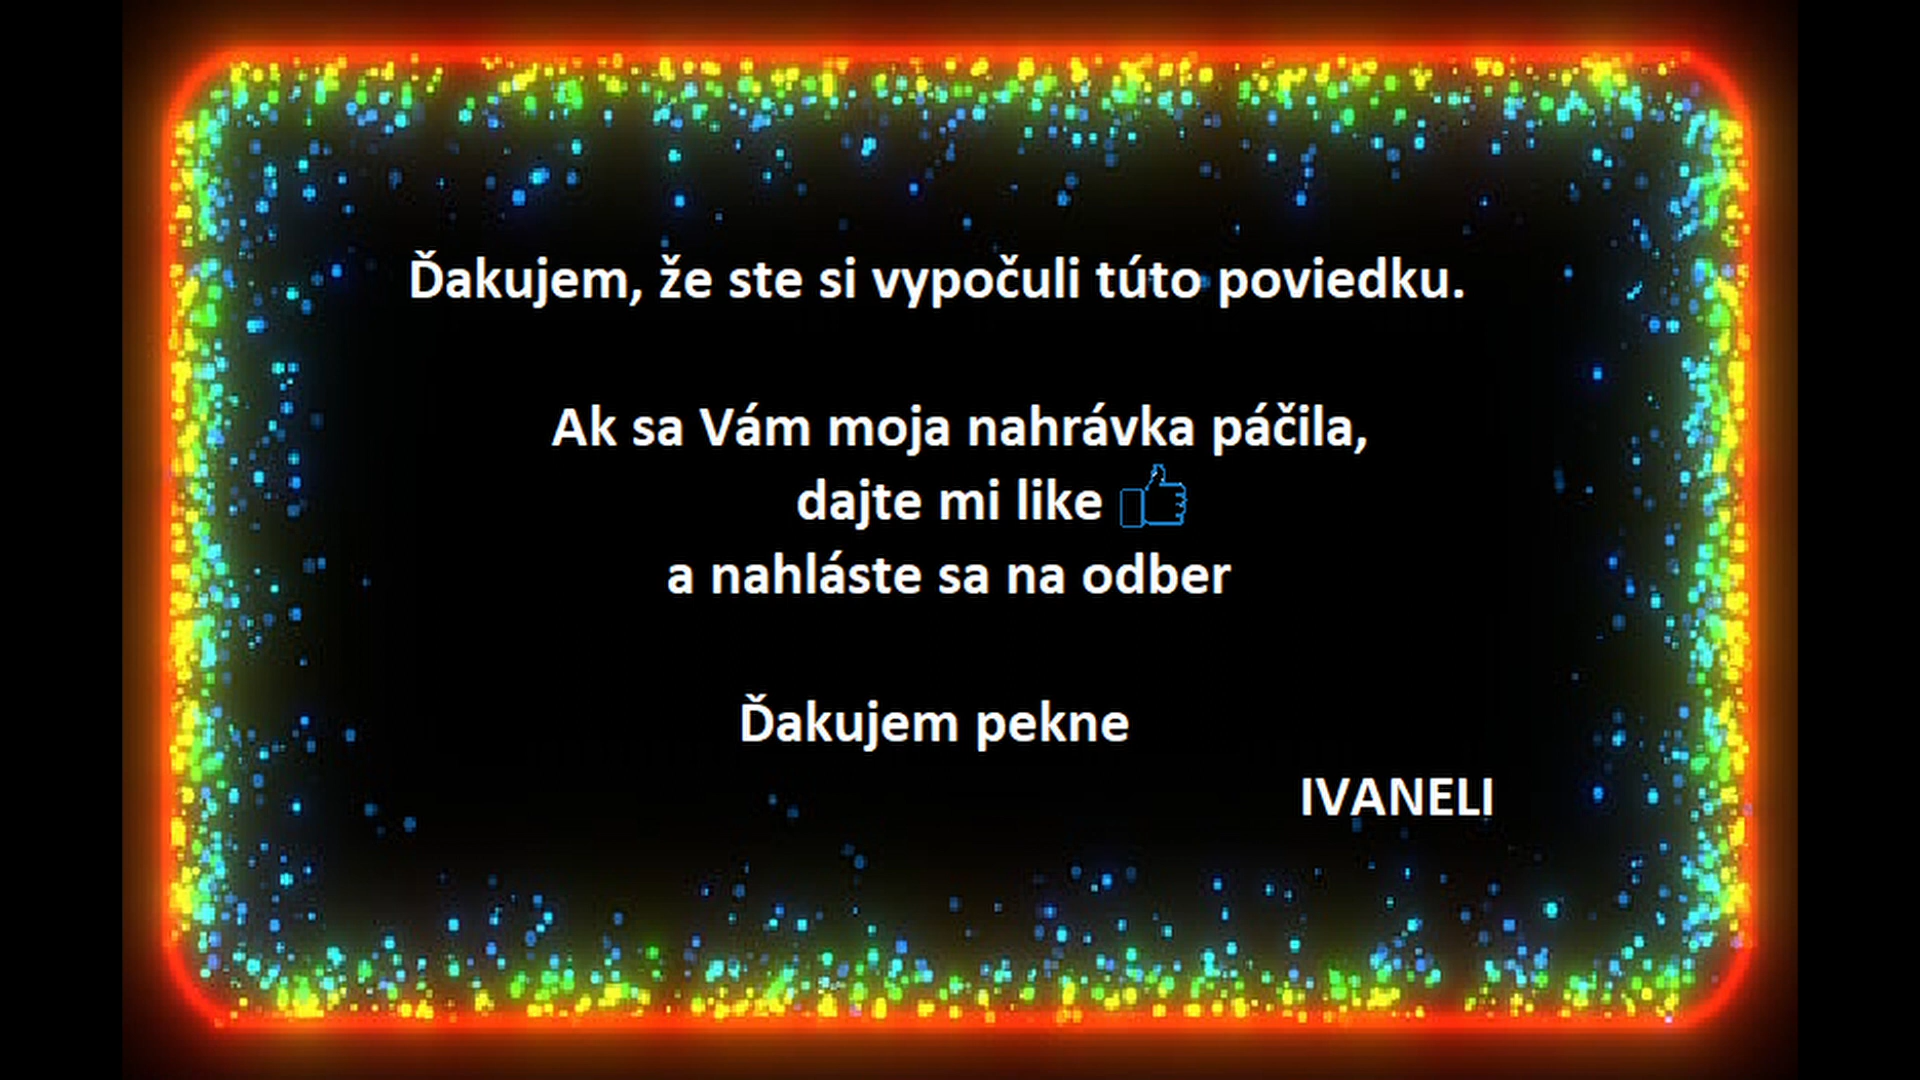 Ďakujem, že ste si vypočuli túto poviedku.
Ak sa Vám moja nahrávka páčila,
dajte mi like
a nahláste sa na odber
Ďakujem pekne
IVANELI